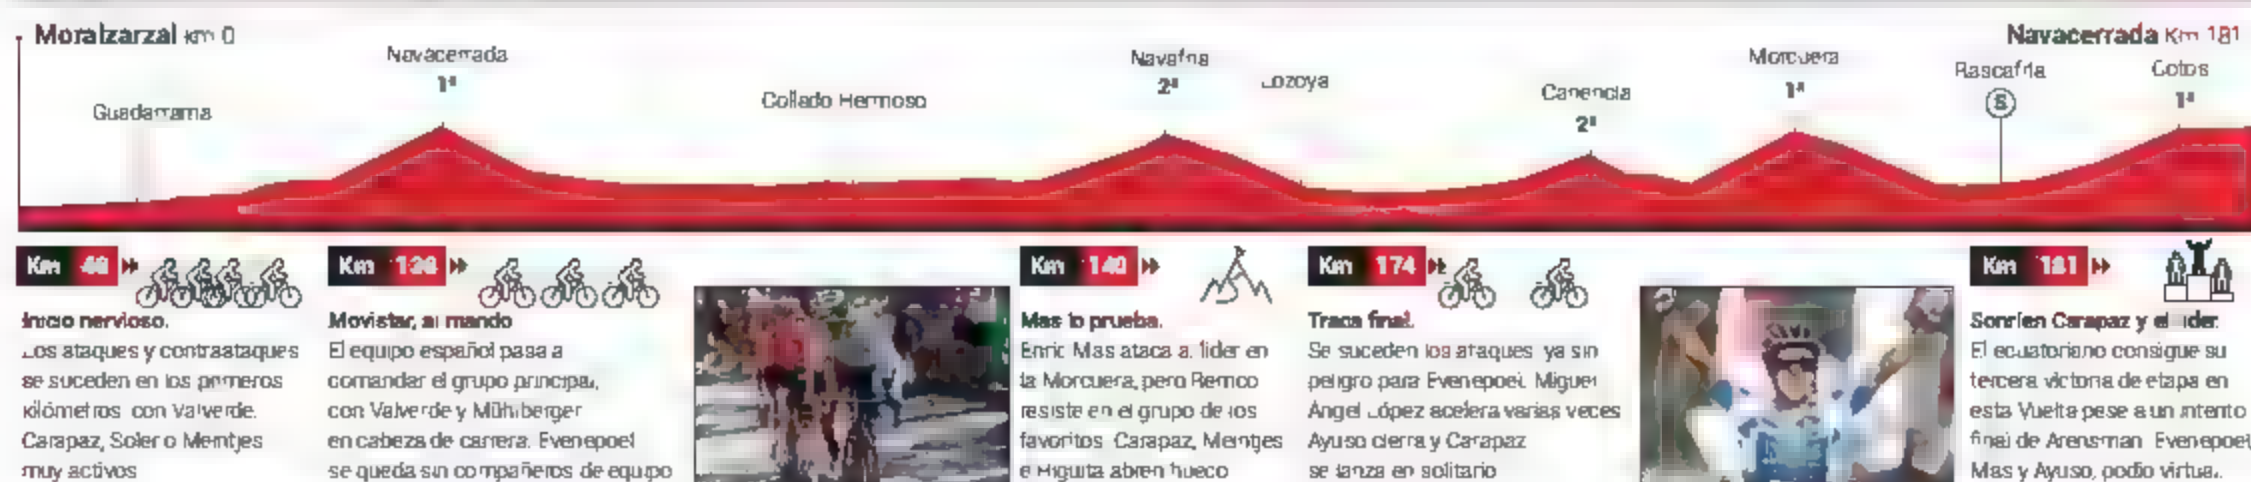 Moralzarzal km 0
Navacerrada Km 181
Navacerrada
1ª
Navafría
2ª
Lozoya
Morcuera
1ª
Rascafría
S
Cotos
1ª
Guadarrama
Collado Hermoso
Canencia
2ª
Km
Inicio nervioso.
Los ataques y contraataques
se suceden en los primeros
kilómetros con Valverde.
Carapaz, Soler o Meintjes
muy activos
Km
Movistar, al mando
El equipo español pasa a
comandar el grupo principal,
con Valverde y Mühlberger
en cabeza de carrera. Evenepoel
se queda sin compañeros de equipo
Km 140
Mas lo prueba.
Enric Mas ataca al líder en
la Morcuera, pero Remco
resiste en el grupo de los
favoritos. Carapaz, Meintjes
e Higuita abren hueco
Km 174
Traca final.
Se suceden los ataques ya sin
peligro para Evenepoel. Miguel
Ángel López acelera varias veces
Ayuso cierra y Carapaz
se lanza en solitario
Km 181
Sonríen Carapaz y el líder.
El ecuatoriano consigue su
tercera victoria de etapa en
esta Vuelta pese a un intento
final de Arensman. Evenepoel,
Mas y Ayuso, podio virtual.